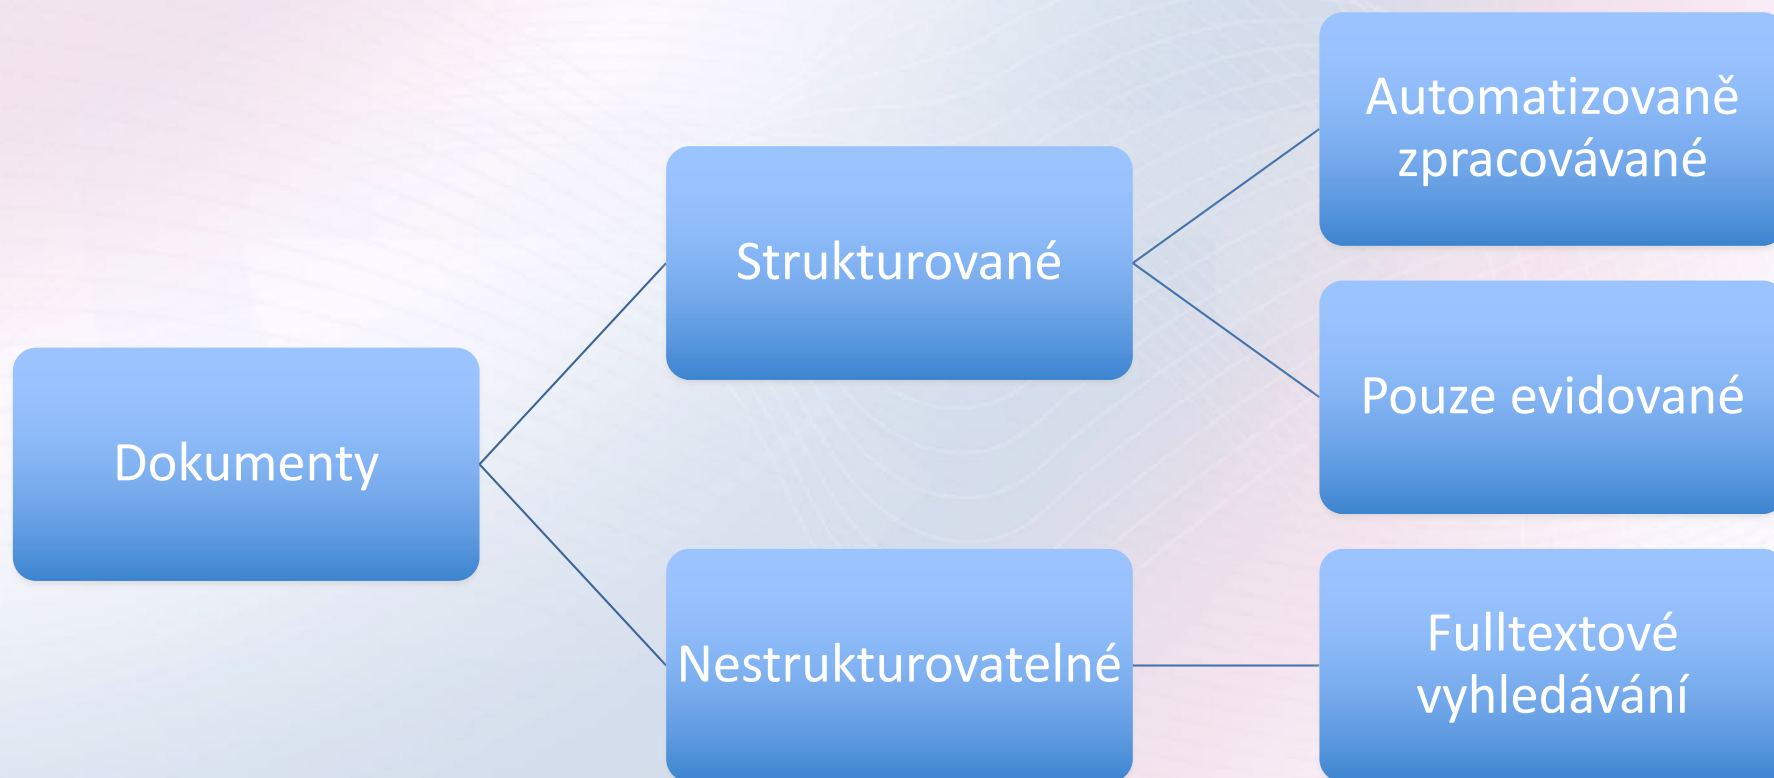 Dokumenty
Strukturované
Nestrukturovatelné
Automatizovaně
zpracovávané
Pouze evidované
Fulltextové
vyhledávání